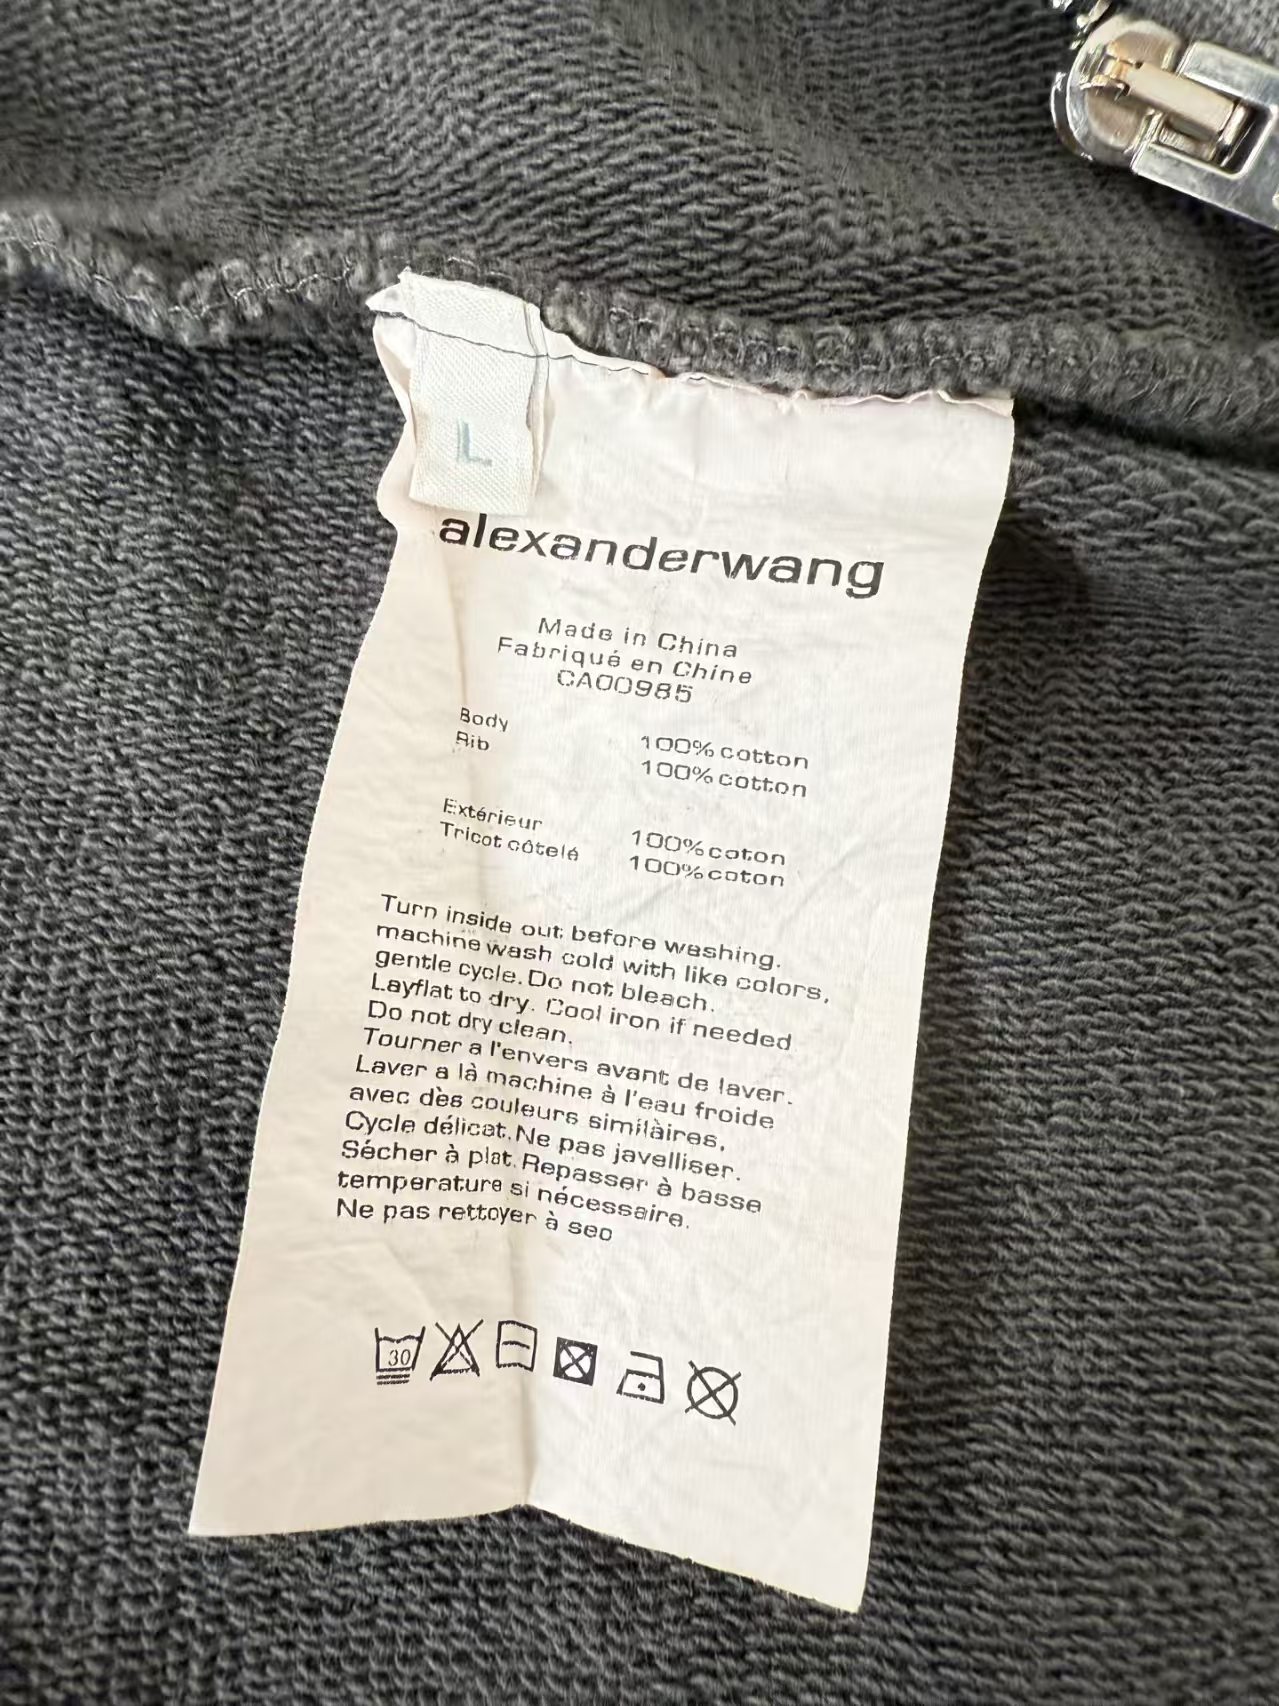 L
alexanderwang
Made in China
Fabriqué en Chine
CA00985
Body 100% cotton
Rib 100% cotton
Extérieur 100% coton
Tricot côtelé 100% coton
Turn inside out before washing.
machine wash cold with like colors,
gentle cycle. Do not bleach.
Layflat to dry. Cool iron if needed
Do not dry clean.
Tourner a l'envers avant de laver.
Laver a là machine à l'eau froide
avec dès couleurs similàires,
Cycle délicat. Ne pas javelliser.
Sécher à plat. Repasser à basse
temperature si nécessaire.
Ne pas rettoyer à sec
30